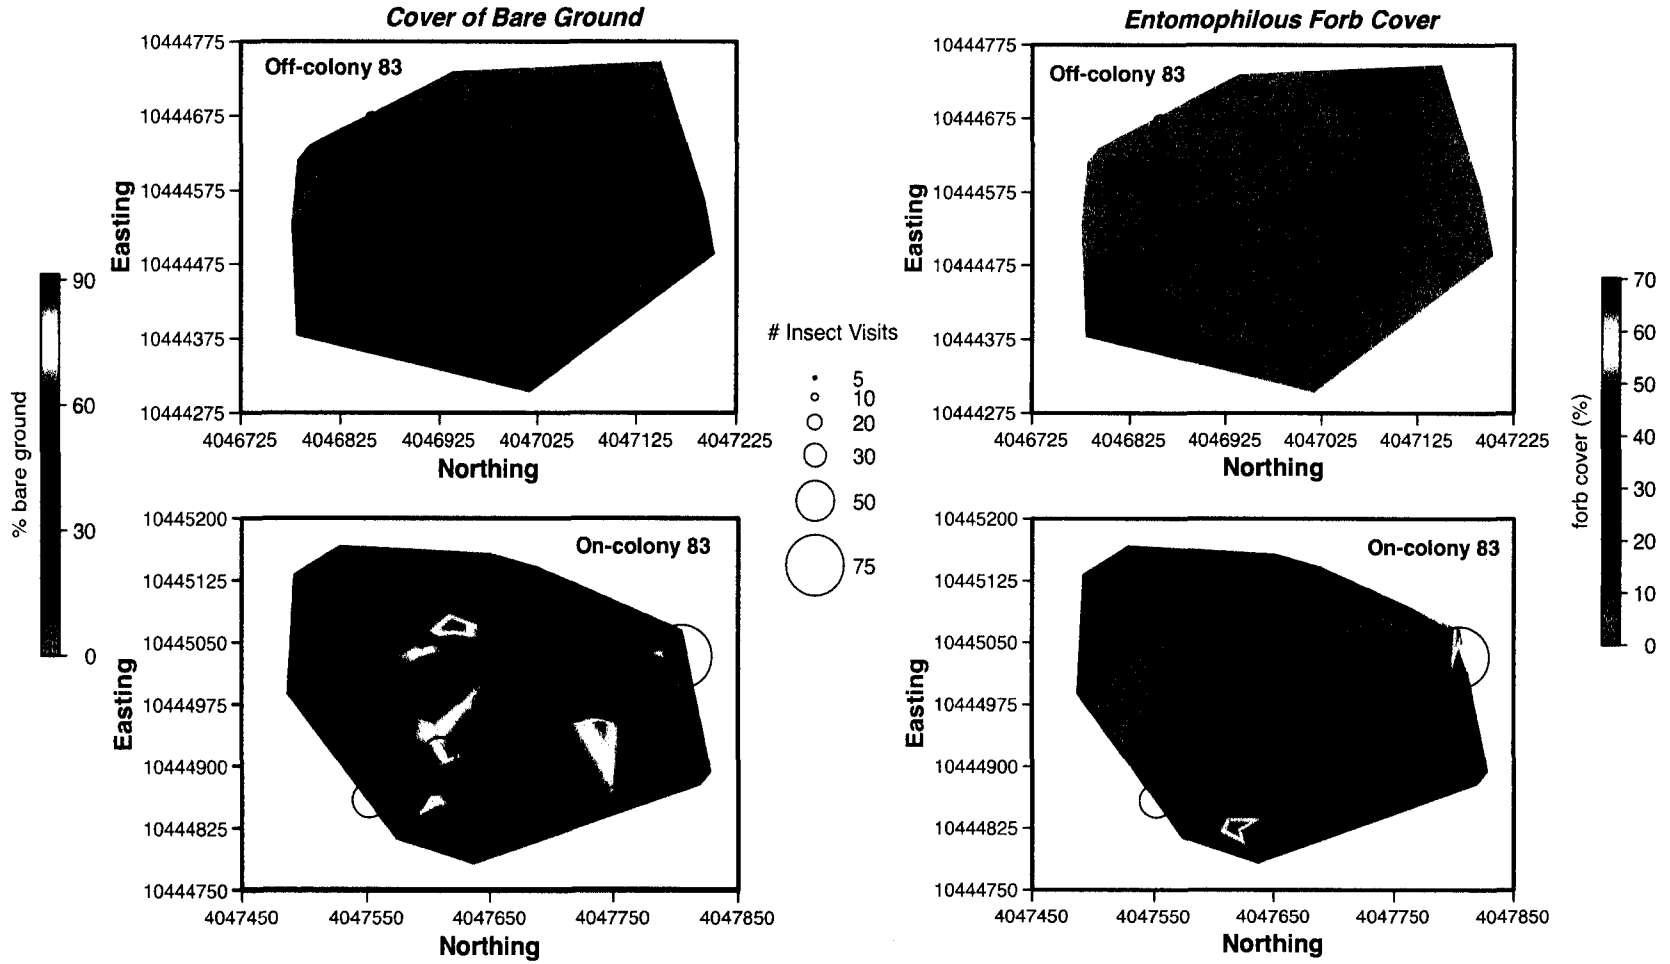 Cover of Bare Ground
Entomophilous Forb Cover
10444775
10444675
10444575
10444475
10444375
10444275
Easting
Off-colony 83
4046725 4046825 4046925 4047025 4047125 4047225
Northing
10444775
10444675
10444575
10444475
10444375
10444275
Easting
Off-colony 83
4046725 4046825 4046925 4047025 4047125 4047225
Northing
90
60
30
0
% bare ground
# Insect Visits
5
10
20
30
50
75
70
60
50
40
30
20
10
0
forb cover (%)
10445200
10445125
10445050
10444975
10444900
10444825
10444750
Easting
On-colony 83
4047450 4047550 4047650 4047750 4047850
Northing
10445200
10445125
10445050
10444975
10444900
10444825
10444750
Easting
On-colony 83
4047450 4047550 4047650 4047750 4047850
Northing